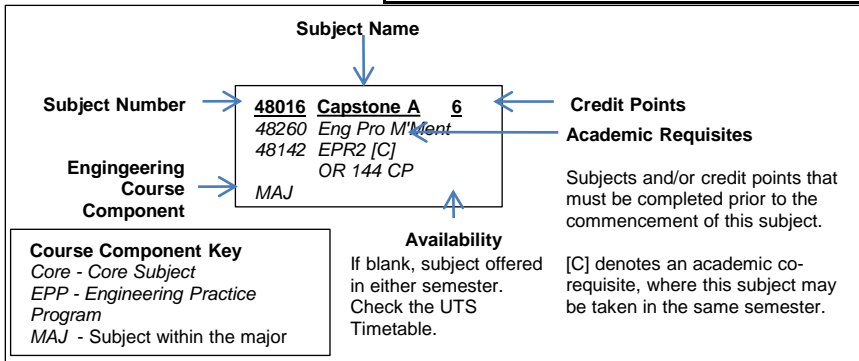 Subject Name
Subject Number
48016 Capstone A 6
48260 Eng Pro M'Ment
48142 EPR2 [C]
OR 144 CP
MAJ
Engingeering
Course
Component
Credit Points
Academic Requisites
Subjects and/or credit points that
must be completed prior to the
commencement of this subject.
[C] denotes an academic co-
requisite, where this subject may
be taken in the same semester.
Availability
If blank, subject offered
in either semester.
Check the UTS
Timetable.
Course Component Key
Core - Core Subject
EPP - Engineering Practice
Program
MAJ - Subject within the major